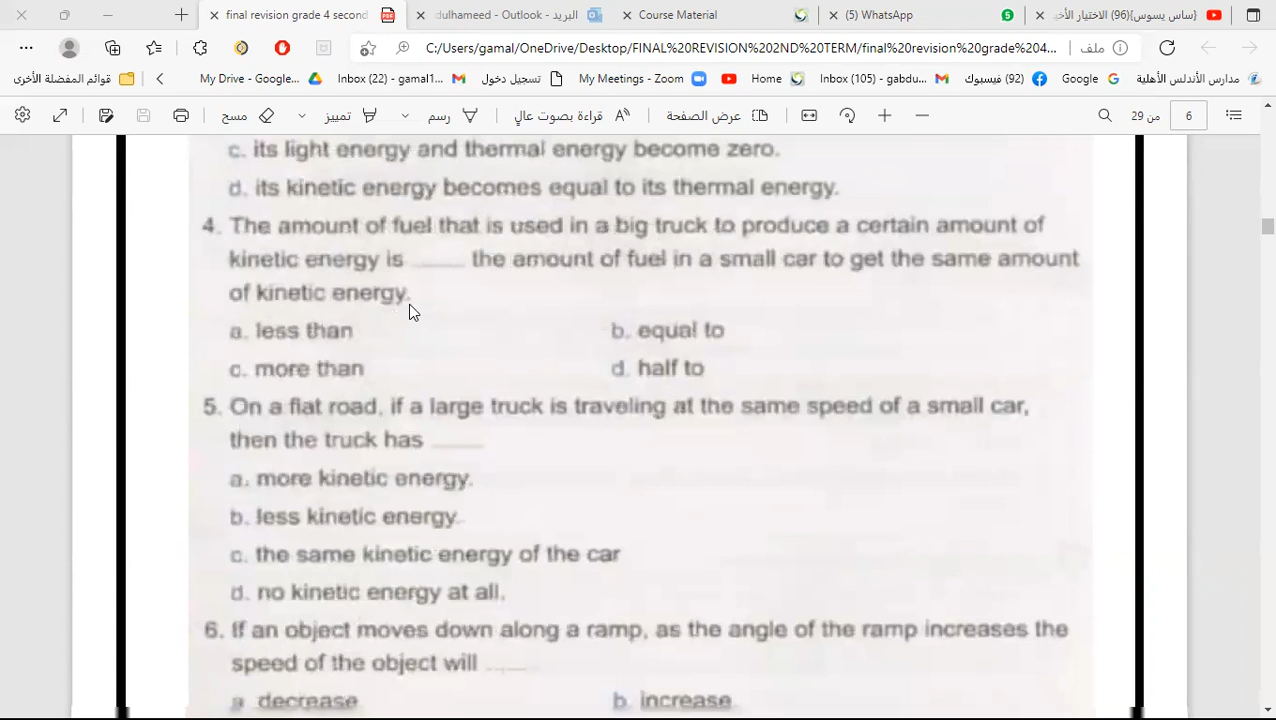 final revision grade 4 second
dulhameed - Outlook - البريد
Course Material
(5) WhatsApp
5
(96) الاختيار الأخ {ساس يسوس}
C:/Users/gamal/OneDrive/Desktop/FINAL%20REVISION%202ND%20TERM/final%20revision%20grade%204...
ملف
قوائم المفضلة الأخرى
My Drive - Google...
Inbox (22) - gamal1...
تسجيل دخول
My Meetings - Zoom
Home
Inbox (105) - gabdu...
(92) فيسبوك
Google
مدارس الأندلس الأهلية
مسح
تمييز
رسم
قراءة بصوت عالٍ
عرض الصفحة
29 من
6
c. its light energy and thermal energy become zero.
d. its kinetic energy becomes equal to its thermal energy.
4. The amount of fuel that is used in a big truck to produce a certain amount of
kinetic energy is ...... the amount of fuel in a small car to get the same amount
of kinetic energy.
a. less than b. equal to
c. more than d. half to
5. On a flat road, if a large truck is traveling at the same speed of a small car,
then the truck has ......
a. more kinetic energy.
b. less kinetic energy.
c. the same kinetic energy of the car
d. no kinetic energy at all.
6. If an object moves down along a ramp, as the angle of the ramp increases the
speed of the object will ......
a decrease b. increase